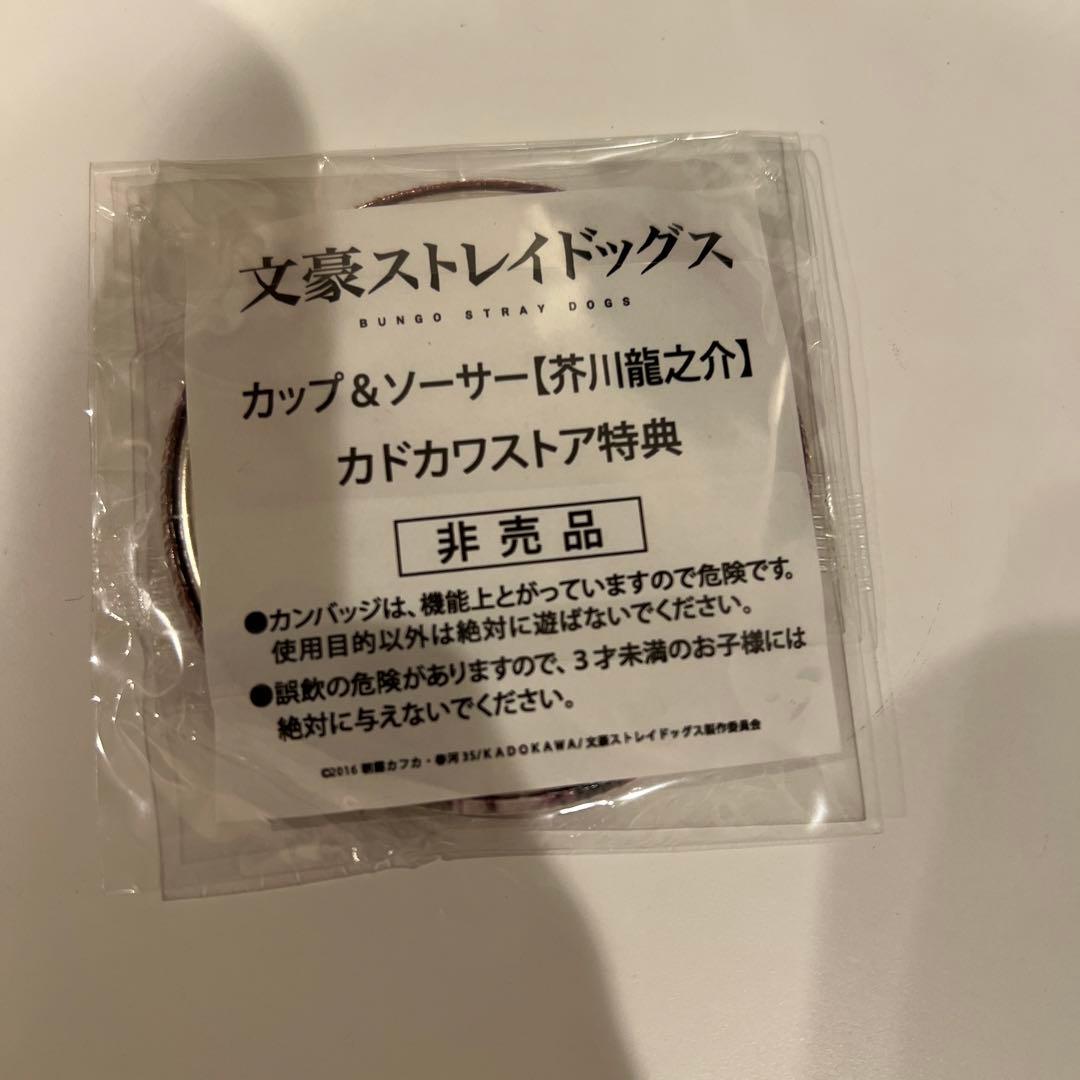 文豪ストレイドッグス
BUNGO STRAY DOGS
カップ&ソーサー【芥川龍之介】
カドカワストア特典
非売品
●カンバッジは、機能上とがっていますので危険です。
使用目的以外は絶対に遊ばないでください。
●誤飲の危険がありますので、3才未満のお子様には
絶対に与えないでください。
©2016 朝霧カフカ・春河35/KADOKAWA/文豪ストレイドッグス製作委員会